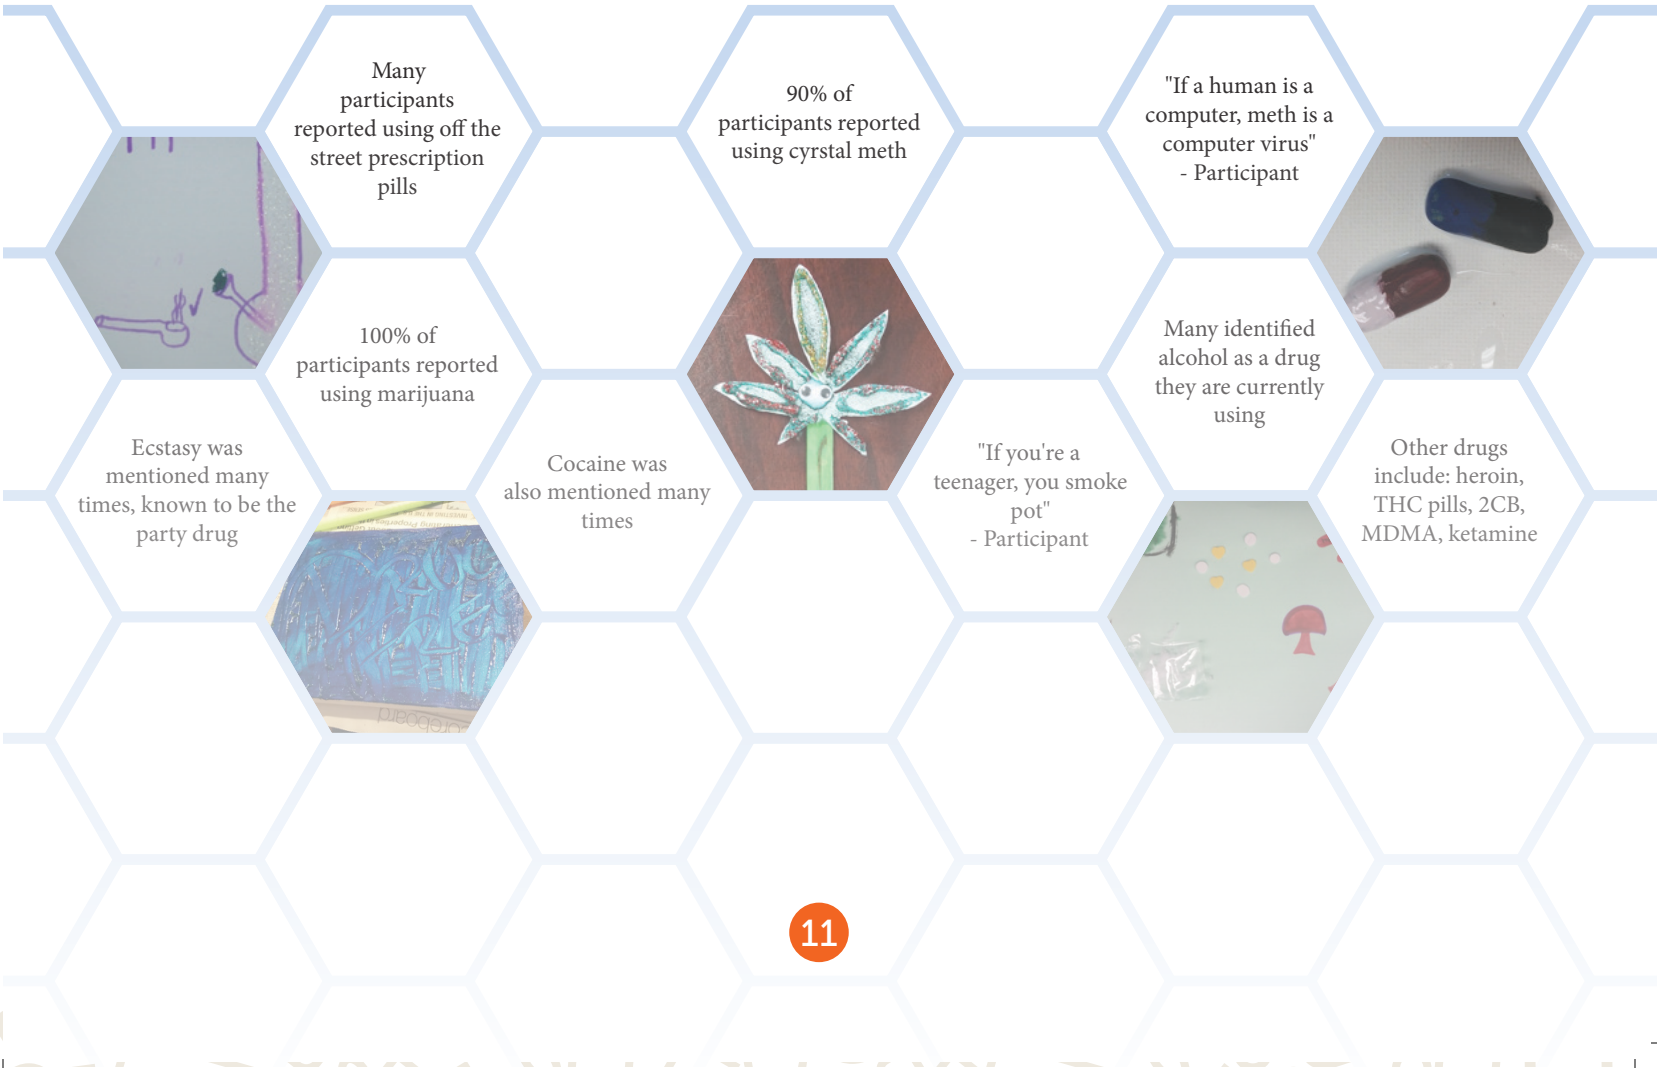 Many
participants
reported using off the
street prescription
pills
90% of
participants reported
using cyrstal meth
"If a human is a
computer, meth is a
computer virus"
- Participant
100% of
participants reported
using marijuana
Many identified
alcohol as a drug
they are currently
using
Ecstasy was
mentioned many
times, known to be the
party drug
Cocaine was
also mentioned many
times
"If you're a
teenager, you smoke
pot"
- Participant
Other drugs
include: heroin,
THC pills, 2CB,
MDMA, ketamine
11